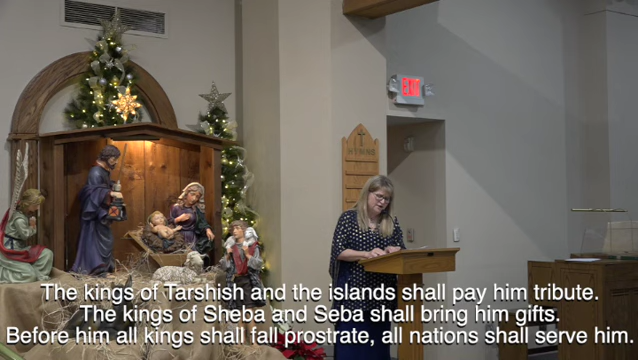 EXIT
The kings of Tarshish and the islands shall pay him tribute.
The kings of Sheba and Seba shall bring him gifts.
Before him all kings shall fall prostrate, all nations shall serve him.